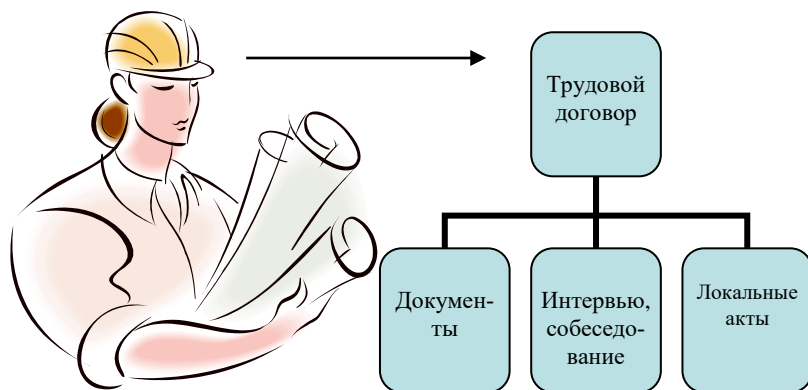 Трудовой
договор
Докумен-
ты
Интервью,
собеседо-
вание
Локальные
акты